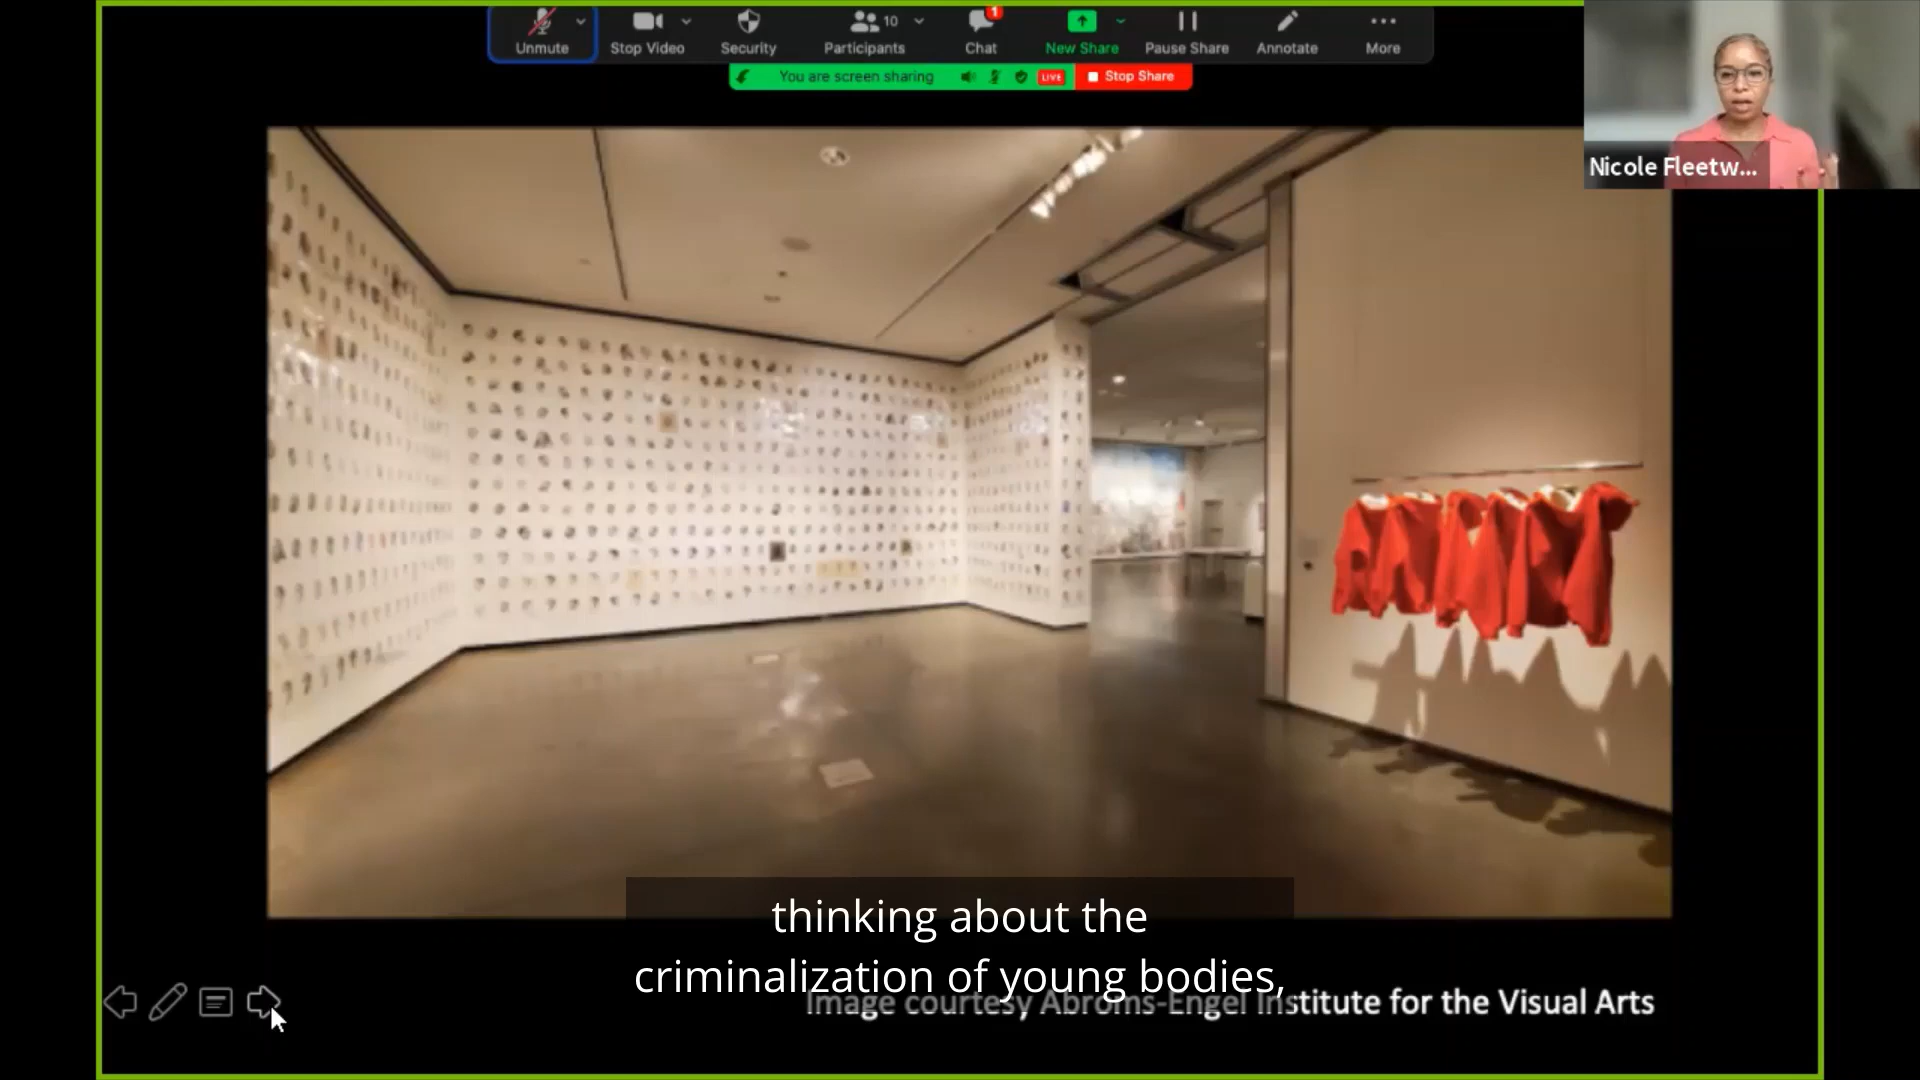 Unmute
Stop Video
Security
Participants
10
Chat
1
New Share
Pause Share
Annotate
More
You are screen sharing
LIVE
Stop Share
Nicole Fleetw...
thinking about the
criminalization of young bodies,
Image courtesy Abroms-Engel Institute for the Visual Arts